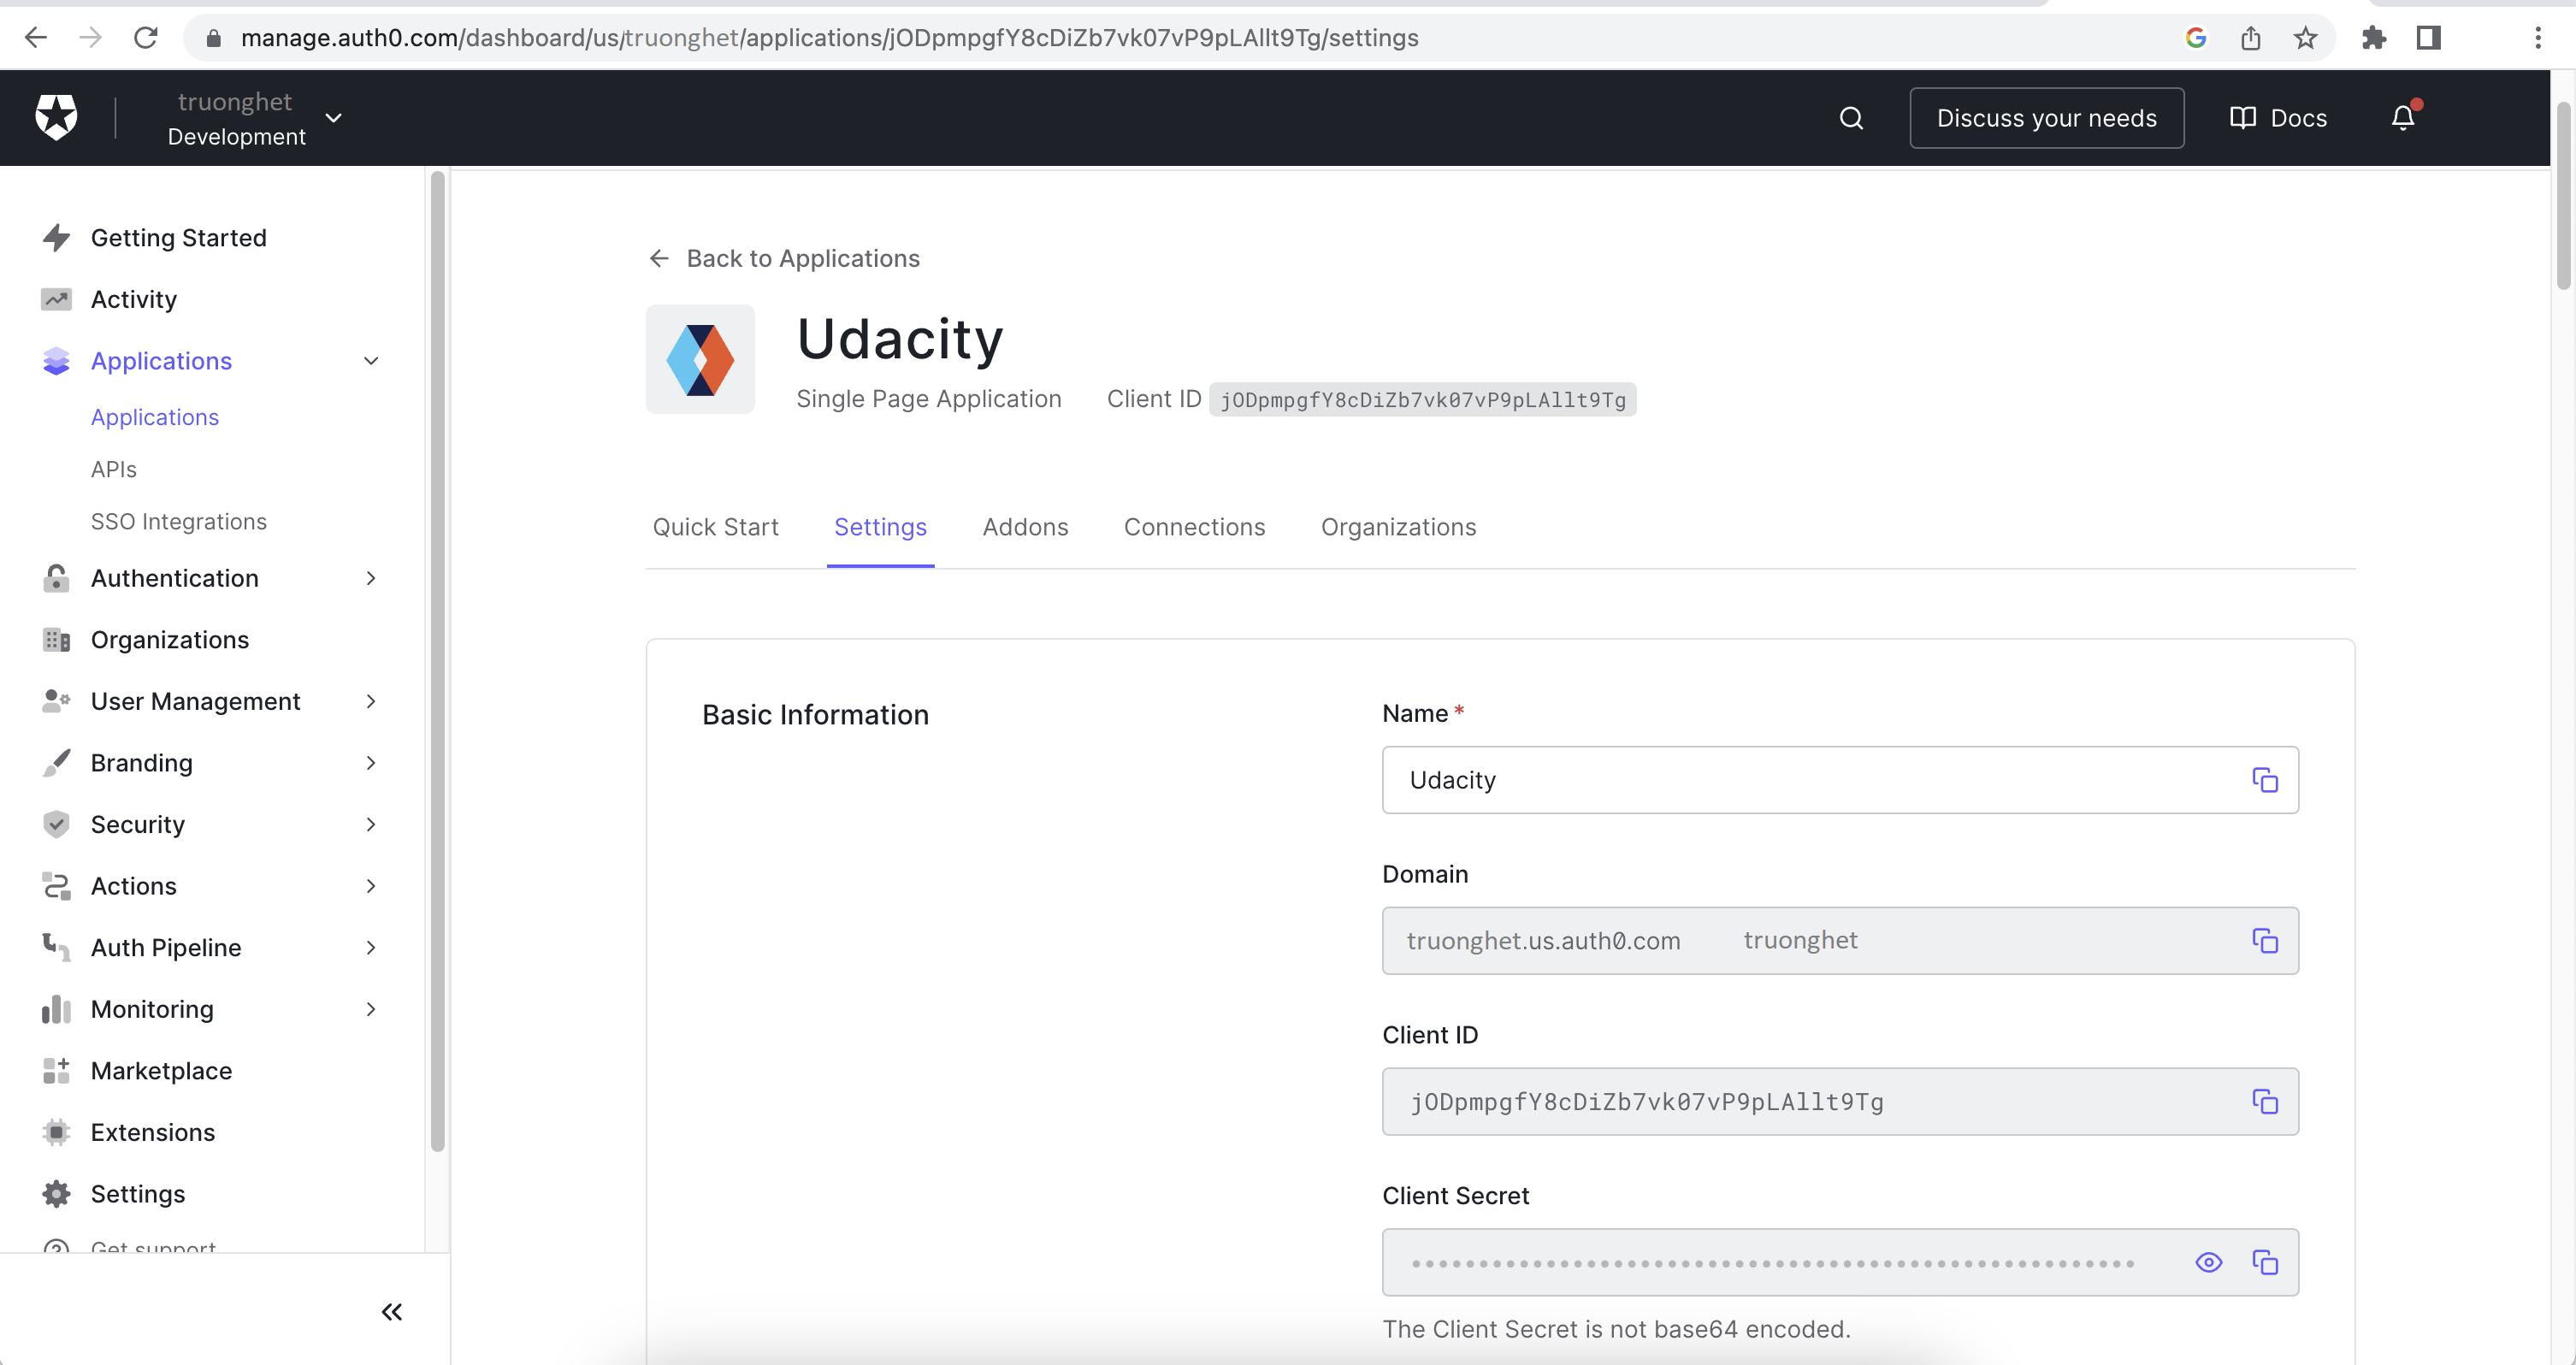 manage.auth0.com/dashboard/us/truonghet/applications/jODpmpgfY8cDiZb7vk07vP9pLAllt9Tg/settings
truonghet
Development
Discuss your needs
Docs
Getting Started
Activity
Applications
Applications
APIs
SSO Integrations
Authentication
Organizations
User Management
Branding
Security
Actions
Auth Pipeline
Monitoring
Marketplace
Extensions
Settings
Get support
Back to Applications
Udacity
Single Page Application
Client ID jODpmpgfY8cDiZb7vk07vP9pLAllt9Tg
Quick Start
Settings
Addons
Connections
Organizations
Basic Information
Name *
Udacity
Domain
truonghet.us.auth0.com truonghet
Client ID
jODpmpgfY8cDiZb7vk07vP9pLAllt9Tg
Client Secret
The Client Secret is not base64 encoded.